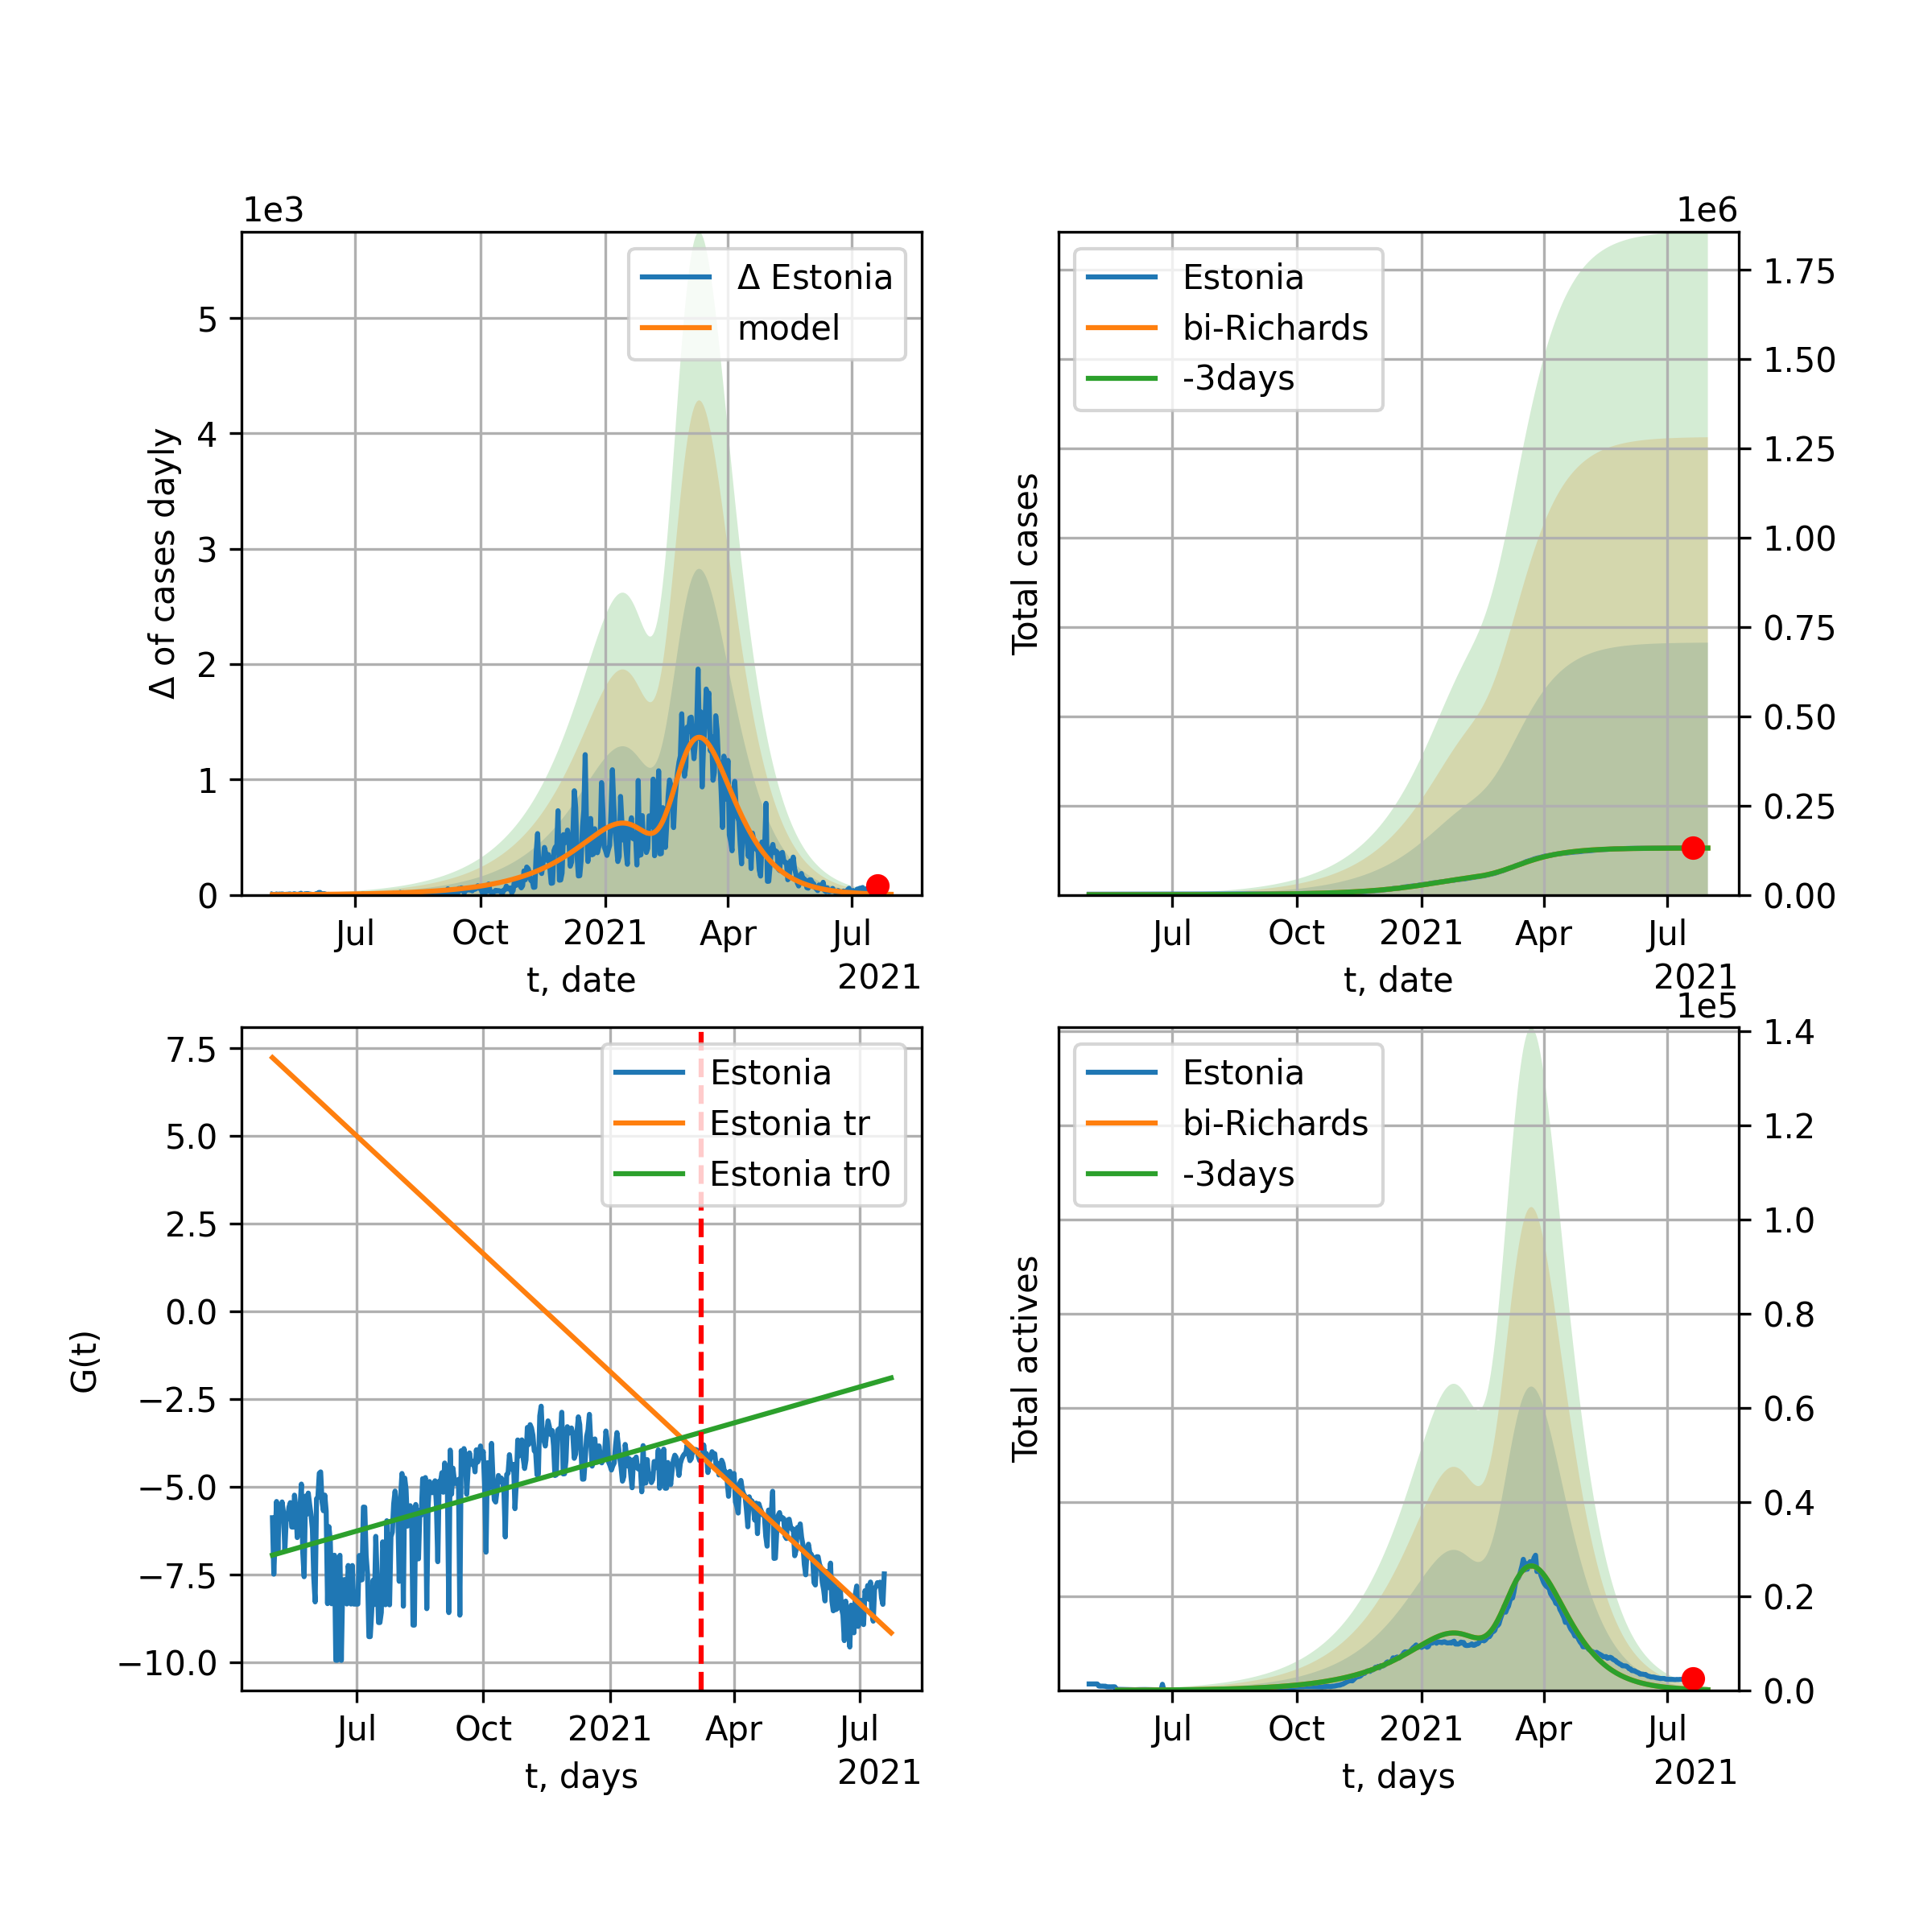 1e3
Δ Estonia
model
5
4
3
2
1
0
Δ of cases dayly
Jul
Oct
2021
Apr
Jul
2021
t, date
1e6
Estonia
bi-Richards
-3days
1.75
1.50
1.25
1.00
0.75
0.50
0.25
0.00
Total cases
Jul
Oct
2021
Apr
Jul
2021
t, date
Estonia
Estonia tr
Estonia tr0
7.5
5.0
2.5
0.0
−2.5
−5.0
−7.5
−10.0
G(t)
Jul
Oct
2021
Apr
Jul
2021
t, days
1e5
Estonia
bi-Richards
-3days
1.4
1.2
1.0
0.8
0.6
0.4
0.2
0.0
Total actives
Jul
Oct
2021
Apr
Jul
2021
t, days